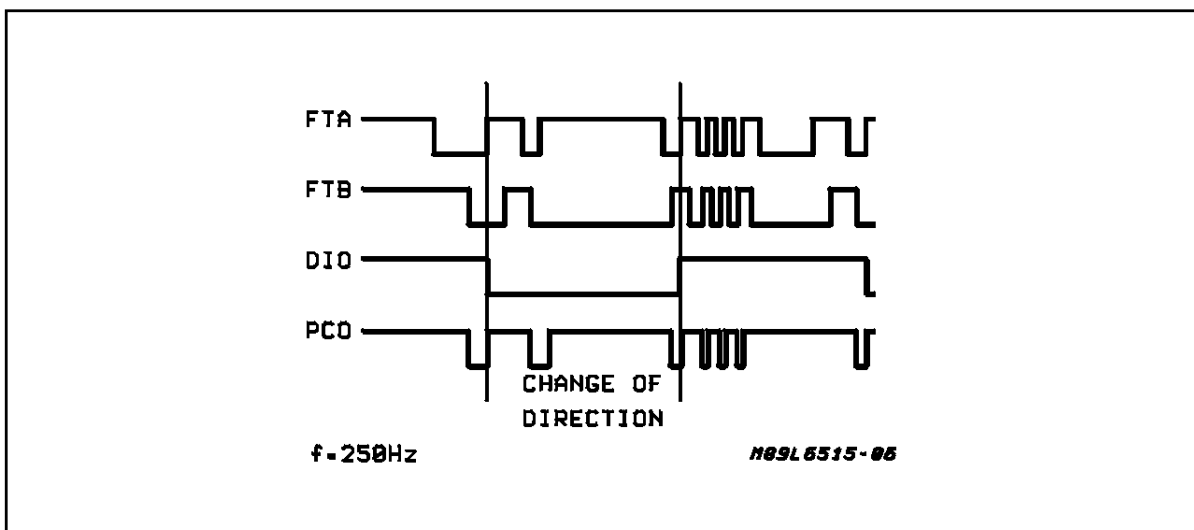 FTA
FTB
DIO
PCO
CHANGE OF
DIRECTION
f=250Hz
M89L6515-06